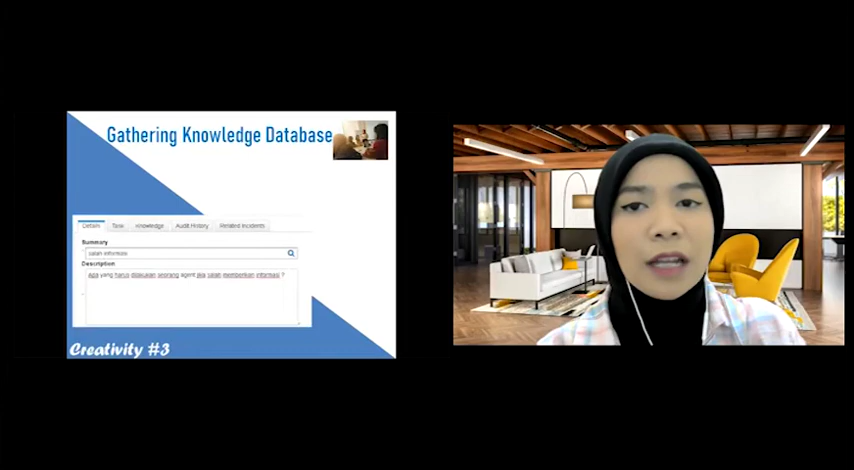 Gathering Knowledge Database
Details Task Knowledge Audit History Related Incidents
Summary
salah informasi
Description
Apa yang harus dilakukan seorang agent jika salah memberikan informasi ?
Creativity #3